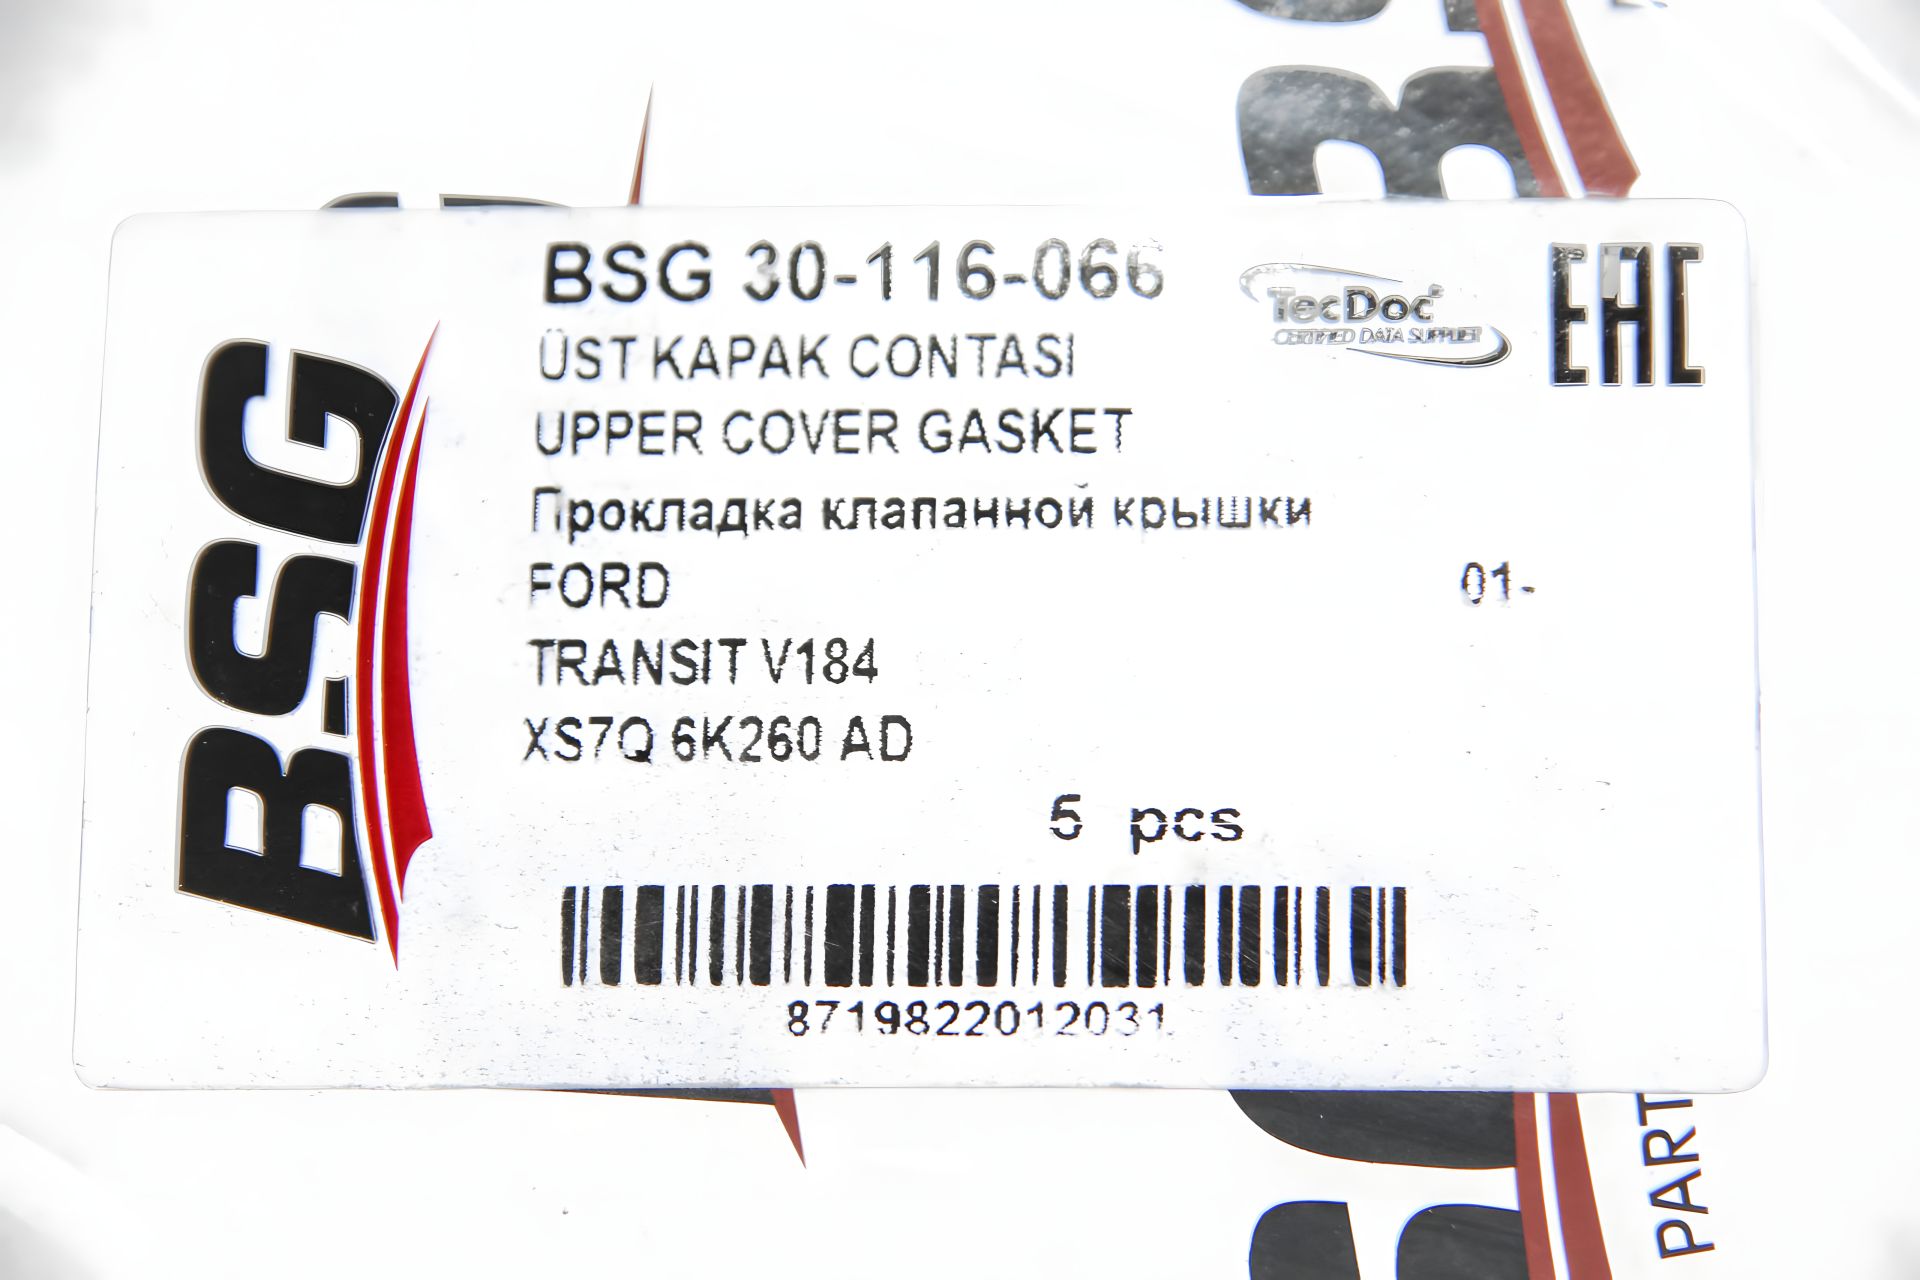 BSG
BSG 30-116-066
TecDoc
CERTIFIED DATA SUPPLIER
EAC
ÜST KAPAK CONTASI
UPPER COVER GASKET
Прокладка клапанной крышки
FORD 01-
TRANSIT V184
XS7Q 6K260 AD
5 pcs
8719822012031
PART